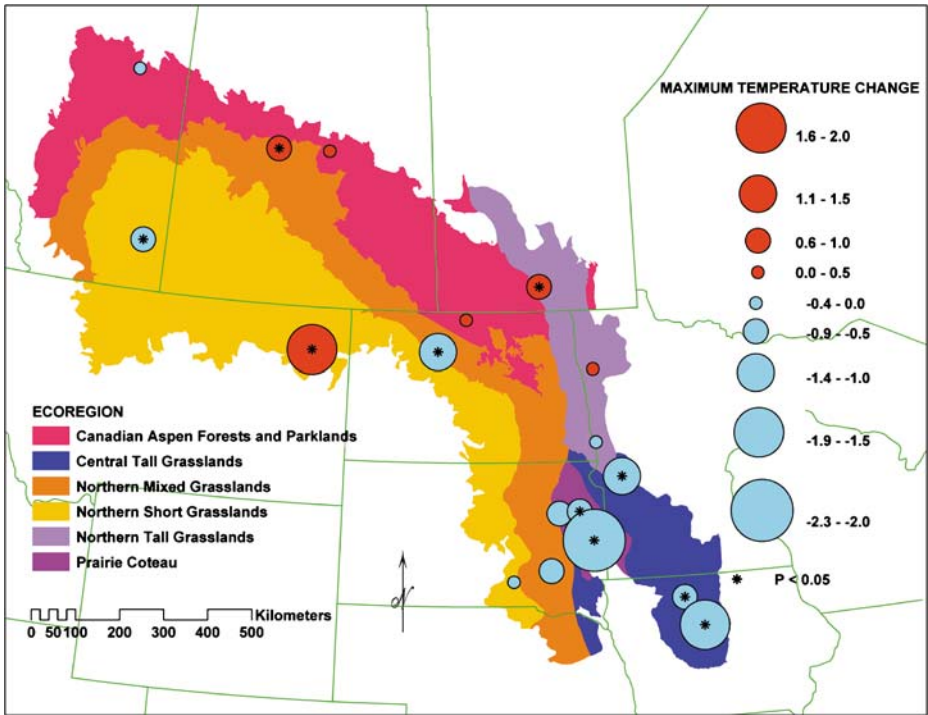 MAXIMUM TEMPERATURE CHANGE
1.6 - 2.0
1.1 - 1.5
0.6 - 1.0
0.0 - 0.5
-0.4 - 0.0
-0.9 - -0.5
-1.4 - -1.0
-1.9 - -1.5
-2.3 - -2.0
* P < 0.05
ECOREGION
Canadian Aspen Forests and Parklands
Central Tall Grasslands
Northern Mixed Grasslands
Northern Short Grasslands
Northern Tall Grasslands
Prairie Coteau
N
Kilometers
0 50 100 200 300 400 500